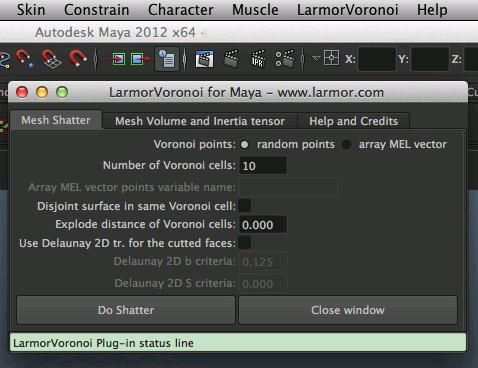 Skin Constrain Character Muscle LarmorVoronoi Help
Autodesk Maya 2012 x64
X: Y: Z:
LarmorVoronoi for Maya - www.larmor.com
Mesh Shatter Mesh Volume and Inertia tensor Help and Credits
Voronoi points: random points array MEL vector
Number of Voronoi cells: 10
Array MEL vector points variable name:
Disjoint surface in same Voronoi cell:
Explode distance of Voronoi cells: 0.000
Use Delaunay 2D tr. for the cutted faces:
Delaunay 2D b criteria: 0.125
Delaunay 2D S criteria: 0.000
Do Shatter Close window
LarmorVoronoi Plug-in status line